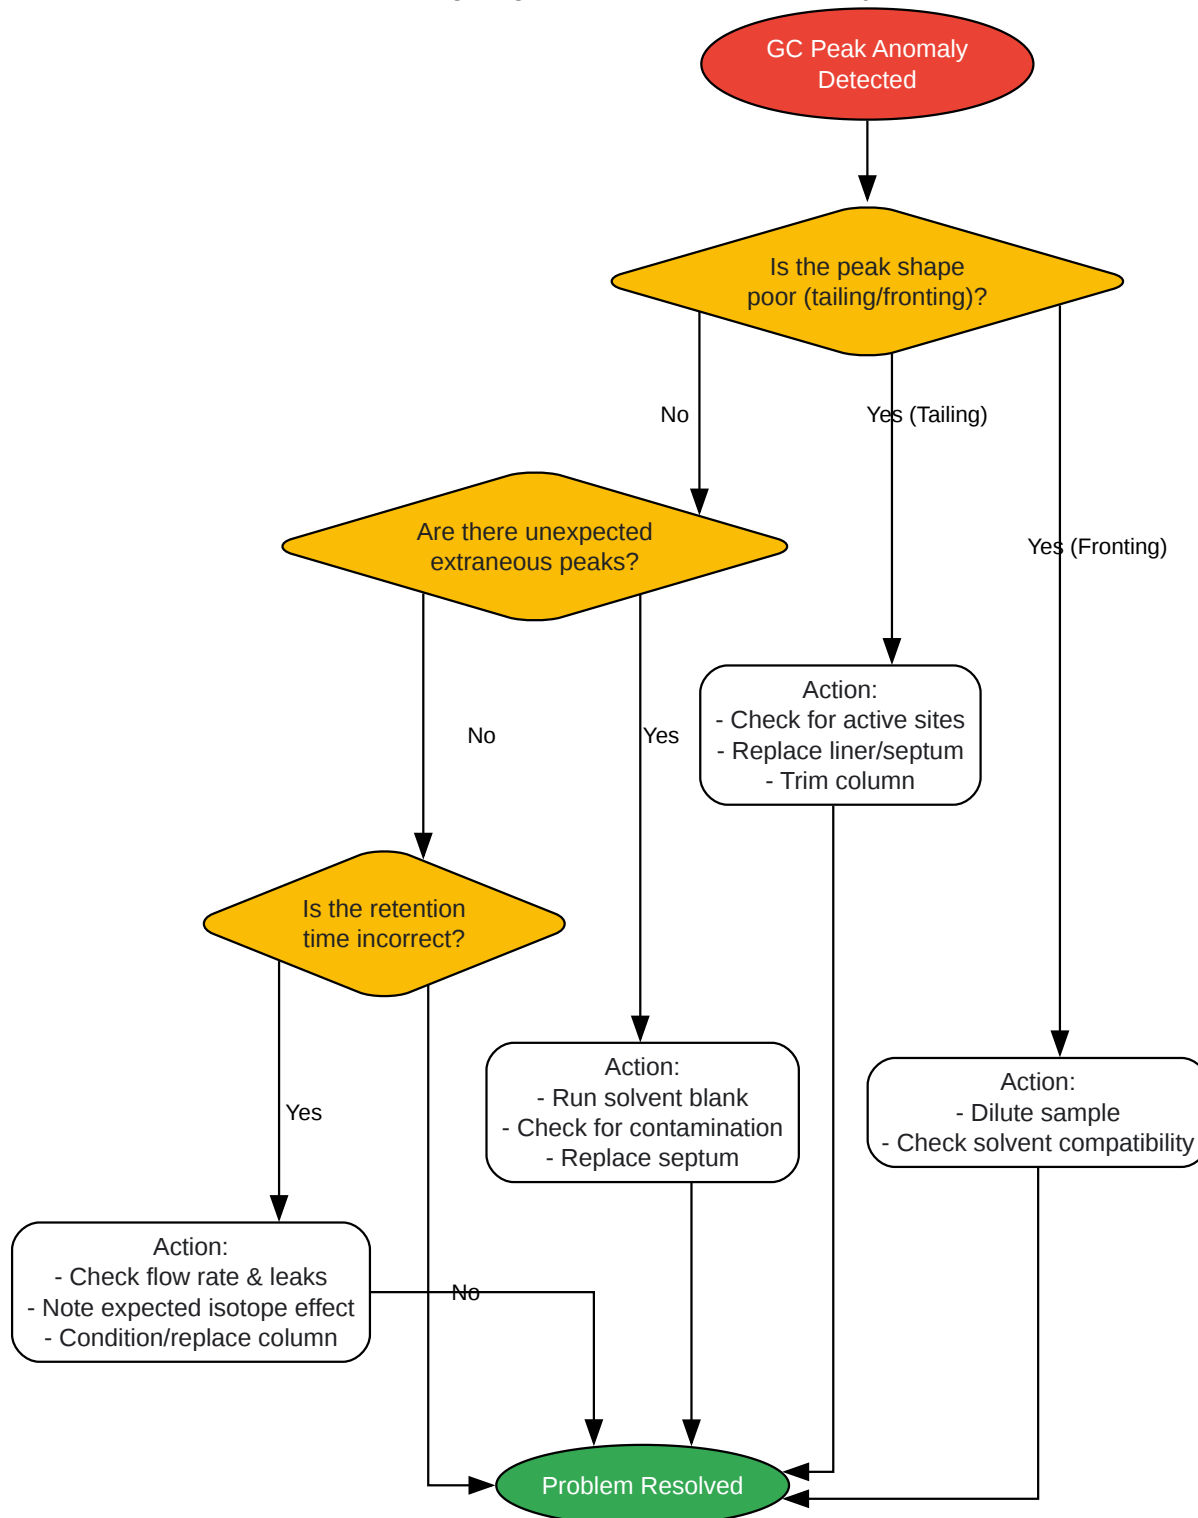 GC Peak Anomaly
Detected
Is the peak shape
poor (tailing/fronting)?
No
Yes (Tailing)
Yes (Fronting)
Are there unexpected
extraneous peaks?
No
Yes
Action:
- Check for active sites
- Replace liner/septum
- Trim column
Is the retention
time incorrect?
Yes
Action:
- Run solvent blank
- Check for contamination
- Replace septum
Action:
- Dilute sample
- Check solvent compatibility
Action:
- Check flow rate & leaks
- Note expected isotope effect
- Condition/replace column
No
Problem Resolved